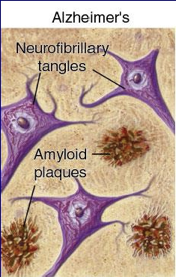 Alzheimer's
Neurofibrillary
tangles
Amyloid
plaques